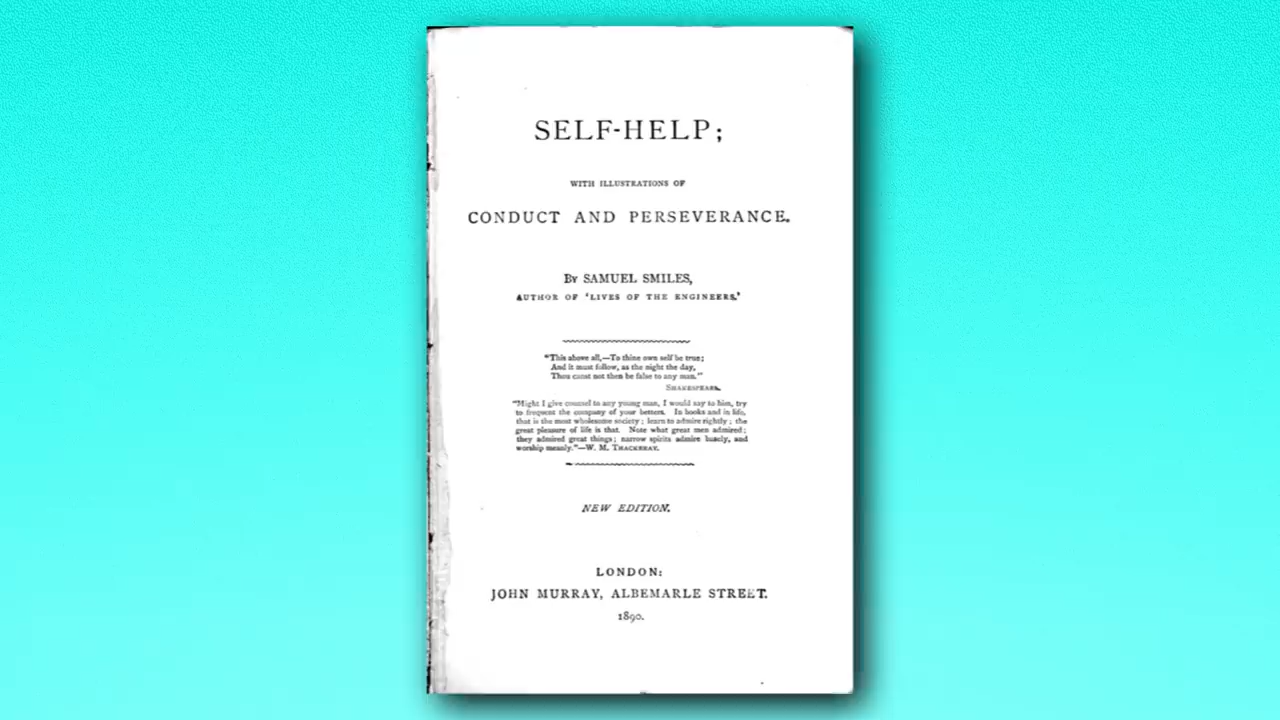 SELF-HELP;
WITH ILLUSTRATIONS OF
CONDUCT AND PERSEVERANCE.
By SAMUEL SMILES,
AUTHOR OF 'LIVES OF THE ENGINEERS.'
"This above all,—To thine own self be true;
And it must follow, as the night the day,
Thou canst not then be false to any man."
SHAKESPEARE.
"Might I give counsel to any young man, I would say to him, try
to frequent the company of your betters. In books and in life,
that is the most wholesome society; learn to admire rightly; the
great pleasure of life is that. Note what great men admired;
they admired great things; narrow spirits admire basely, and
worship meanly."—W. M. THACKERAY.
NEW EDITION.
LONDON:
JOHN MURRAY, ALBEMARLE STREET.
1890.